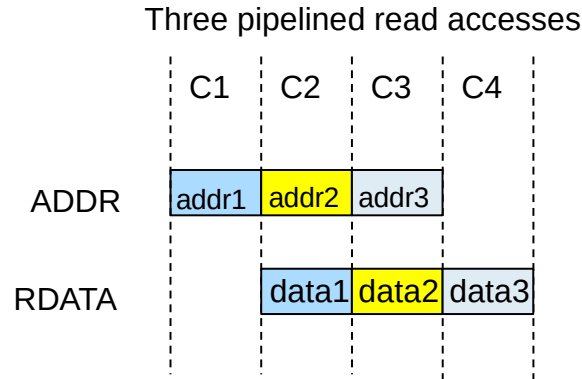 Three pipelined read accesses
C1 C2 C3 C4
ADDR addr1 addr2 addr3
RDATA data1 data2 data3